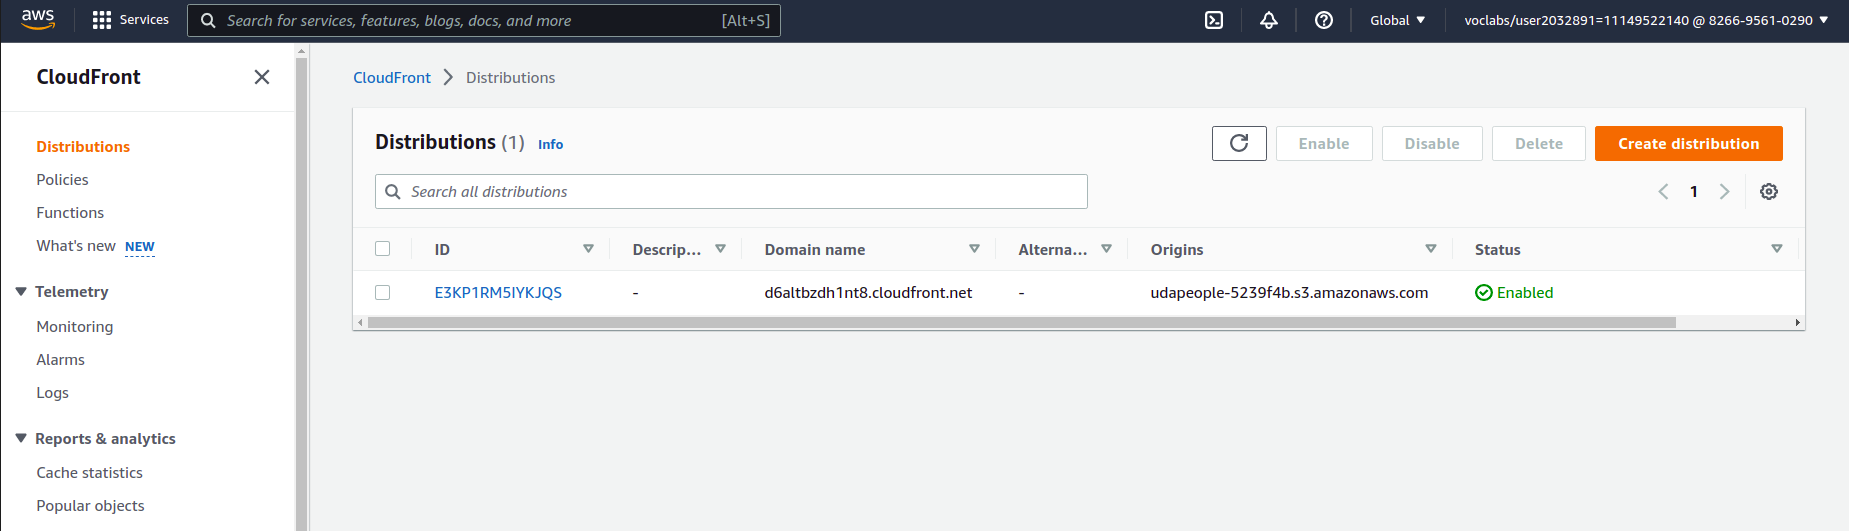 aws Services Search for services, features, blogs, docs, and more [Alt+S] Global voclabs/user2032891=11149522140 @ 8266-9561-0290
CloudFront
Distributions
Policies
Functions
What's new NEW
Telemetry
Monitoring
Alarms
Logs
Reports & analytics
Cache statistics
Popular objects
CloudFront Distributions
Distributions (1) Info Enable Disable Delete Create distribution
Search all distributions 1
ID Descrip... Domain name Alterna... Origins Status
E3KP1RM5IYKJQS - d6altbzdh1nt8.cloudfront.net - udapeople-5239f4b.s3.amazonaws.com Enabled